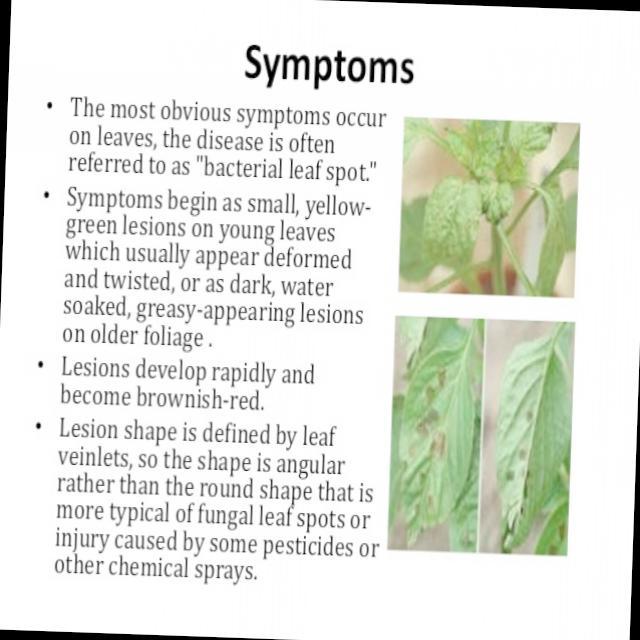 Symptoms
• The most obvious symptoms occur
on leaves, the disease is often
referred to as "bacterial leaf spot."
• Symptoms begin as small, yellow-
green lesions on young leaves
which usually appear deformed
and twisted, or as dark, water
soaked, greasy-appearing lesions
on older foliage .
• Lesions develop rapidly and
become brownish-red.
• Lesion shape is defined by leaf
veinlets, so the shape is angular
rather than the round shape that is
more typical of fungal leaf spots or
injury caused by some pesticides or
other chemical sprays.